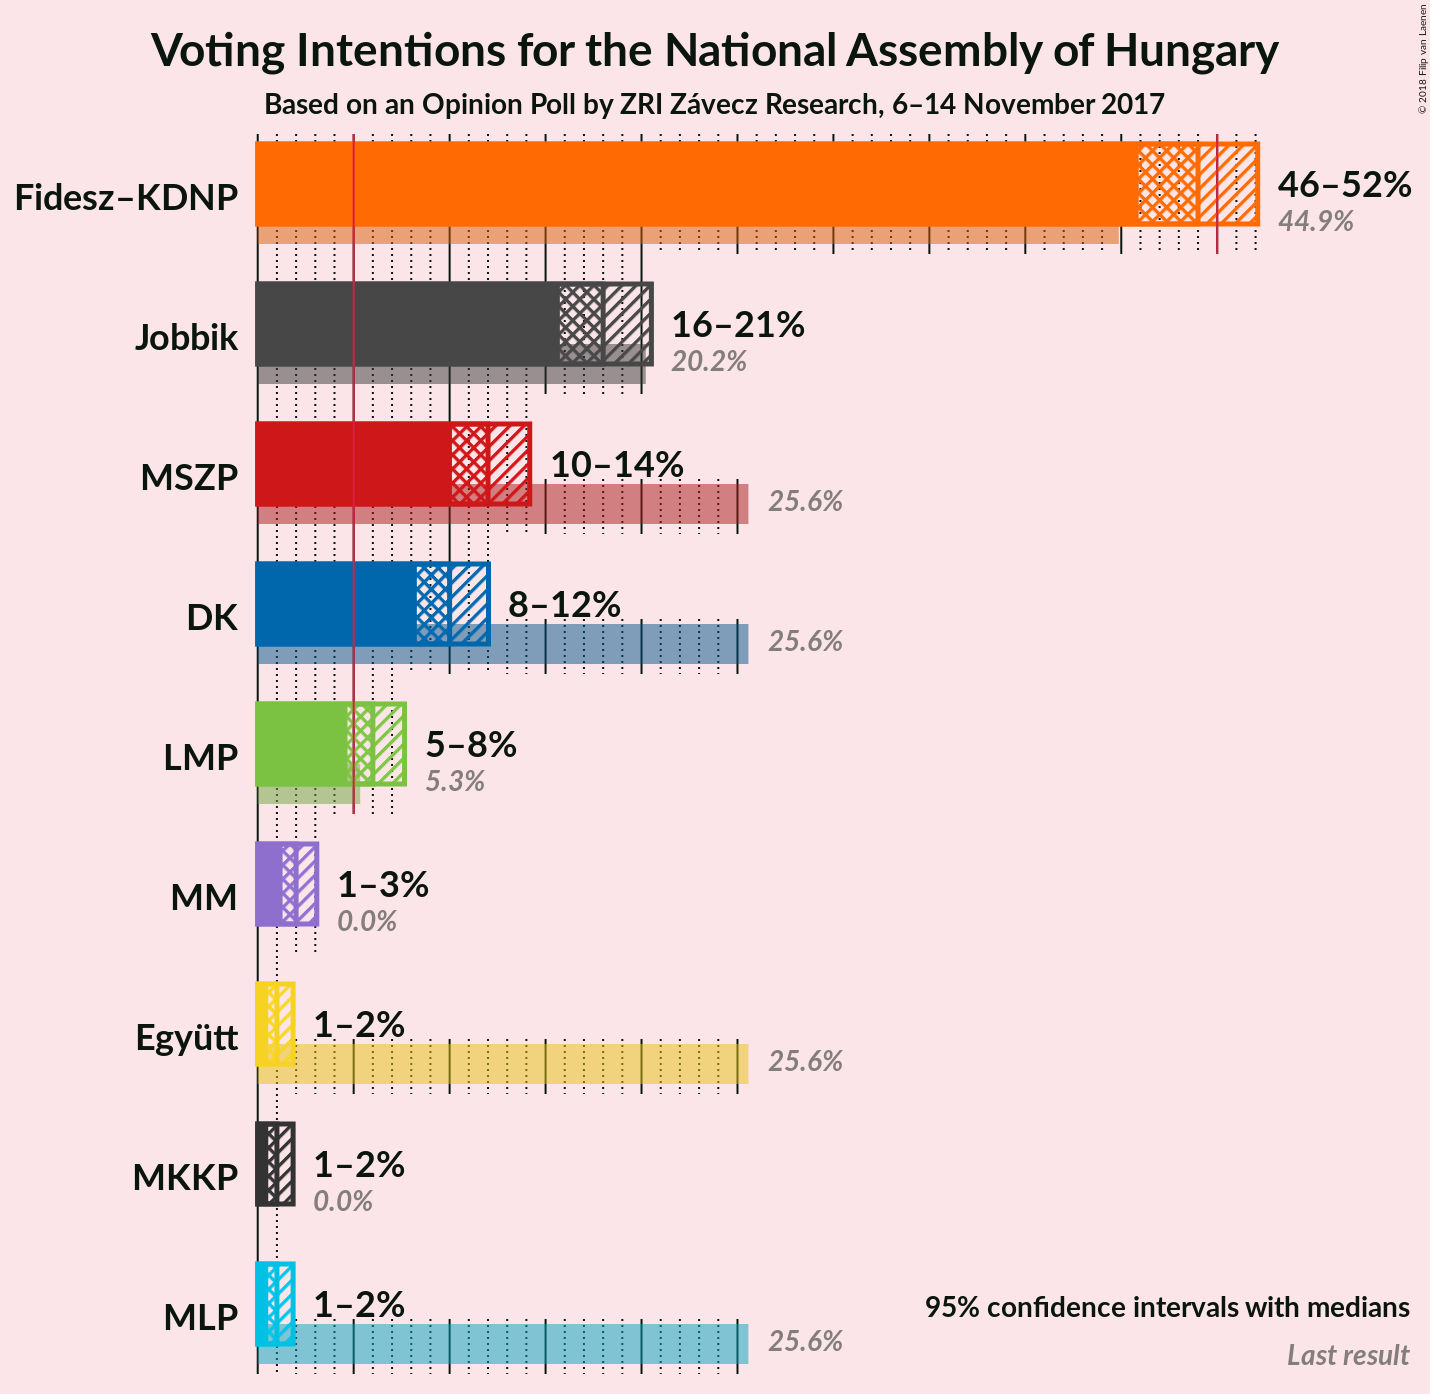 Voting Intentions for the National Assembly of Hungary
Based on an Opinion Poll by ZRI Závecz Research, 6–14 November 2017
© 2018 Filip van Laenen
Fidesz–KDNP
46–52%
44.9%
Jobbik
16–21%
20.2%
MSZP
10–14%
25.6%
DK
8–12%
25.6%
LMP
5–8%
5.3%
MM
1–3%
0.0%
Együtt
1–2%
25.6%
MKKP
1–2%
0.0%
MLP
1–2%
25.6%
95% confidence intervals with medians
Last result